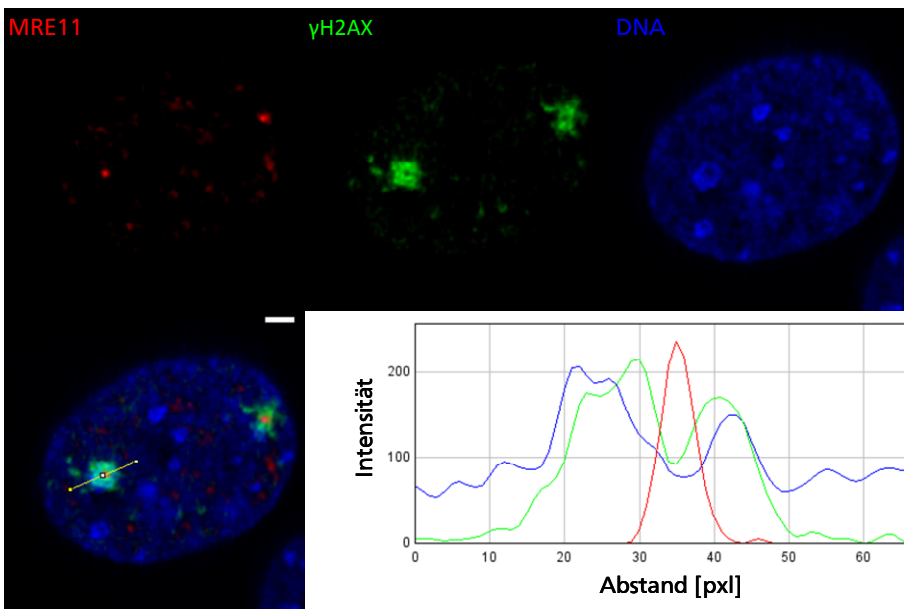 MRE11
γH2AX
DNA
Intensität
200
100
0
0 10 20 30 40 50 60
Abstand [pxl]